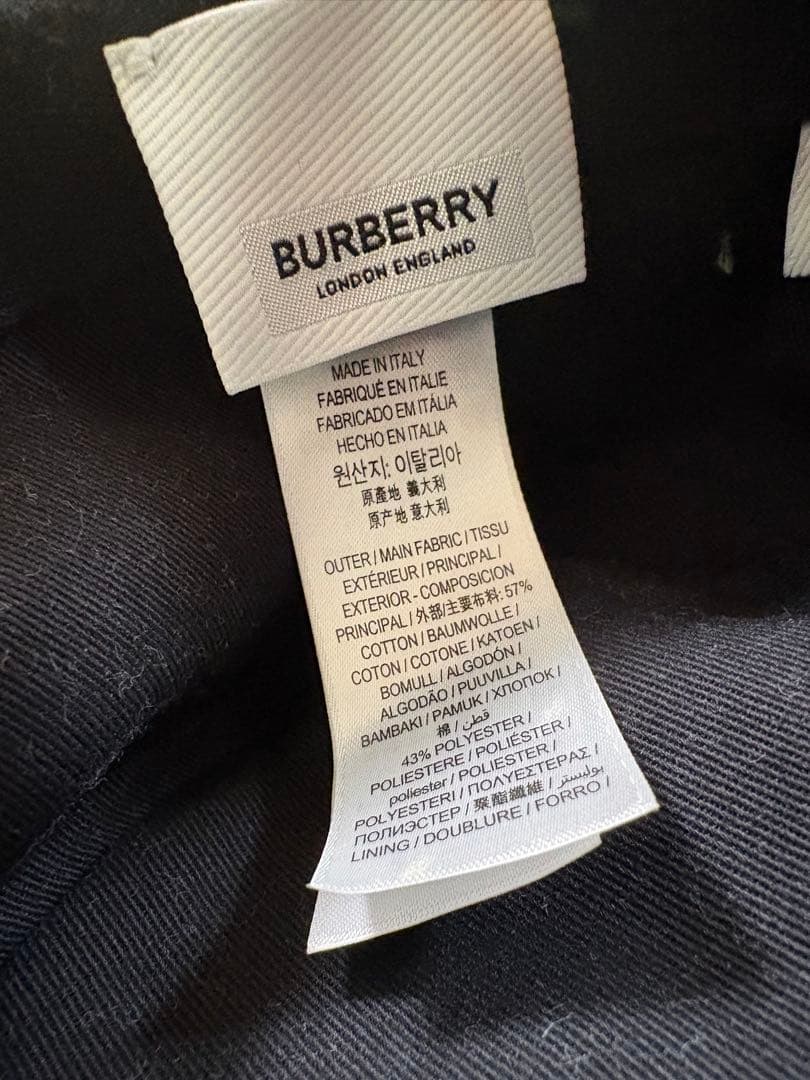 BURBERRY
LONDON ENGLAND
MADE IN ITALY
FABRIQUÉ EN ITALIE
FABRICADO EM ITÁLIA
HECHO EN ITALIA
원산지: 이탈리아
原產地 義大利
原产地 意大利
OUTER / MAIN FABRIC / TISSU
EXTÉRIEUR / PRINCIPAL /
EXTERIOR - COMPOSICION
PRINCIPAL / 外部/主要布料: 57%
COTTON / BAUMWOLLE /
COTON / COTONE / KATOEN /
BOMULL / ALGODÓN /
ALGODÃO / PUUVILLA /
BAMBAKI / PAMUK / ХЛОПОК /
棉 / قطن /
43% POLYESTER /
POLIESTERE / POLIÉSTER /
poliester / POLIESTER /
POLYESTERI / ΠΟΛΥΕΣΤΕΡΑΣ /
ПОЛИЭСТЕР / 聚酯纖維 / بوليستر /
LINING / DOUBLURE / FORRO /